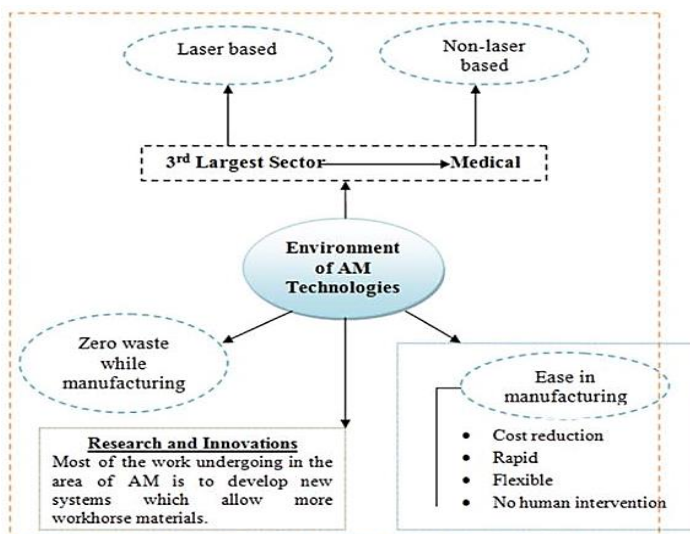 Laser based
Non-laser
based
3rd Largest Sector
Medical
Environment
of AM
Technologies
Zero waste
while
manufacturing
Ease in
manufacturing
• Cost reduction
• Rapid
• Flexible
• No human intervention
Research and Innovations
Most of the work undergoing in the
area of AM is to develop new
systems which allow more
workhorse materials.